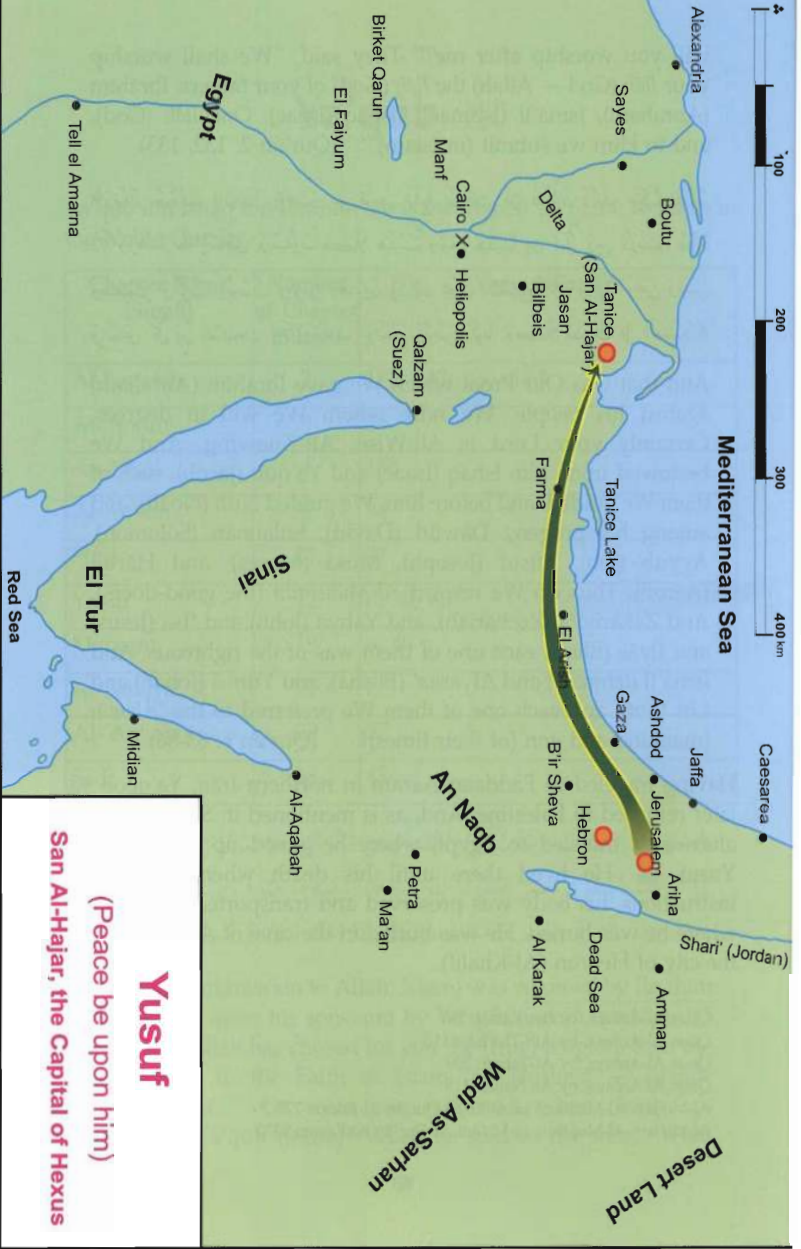 100 200 300 400 km
Caesarea
Alexandria
Mediterranean Sea
Jaffa
Desert Land
Sayes
Boutu
Ashdod
Jerusalem
Ariha
Amman
Shari' (Jordan)
Tanice
(San Al-Hajar)
Tanice Lake
Gaza
Delta
Hebron
Dead Sea
Jasan
El Arish
Bilbeis
Farma
B'ir Sheva
Al Karak
Cairo
Heliopolis
An Naqb
Wadi As-Sarhan
Manf
Qalzam
(Suez)
Petra
Ma'an
Birket Qarun
El Faiyum
Sinai
Al-Aqabah
Egypt
El Tur
Midian
Tell el Amarna
Red Sea
Yusuf
(Peace be upon him)
San Al-Hajar, the Capital of Hexus